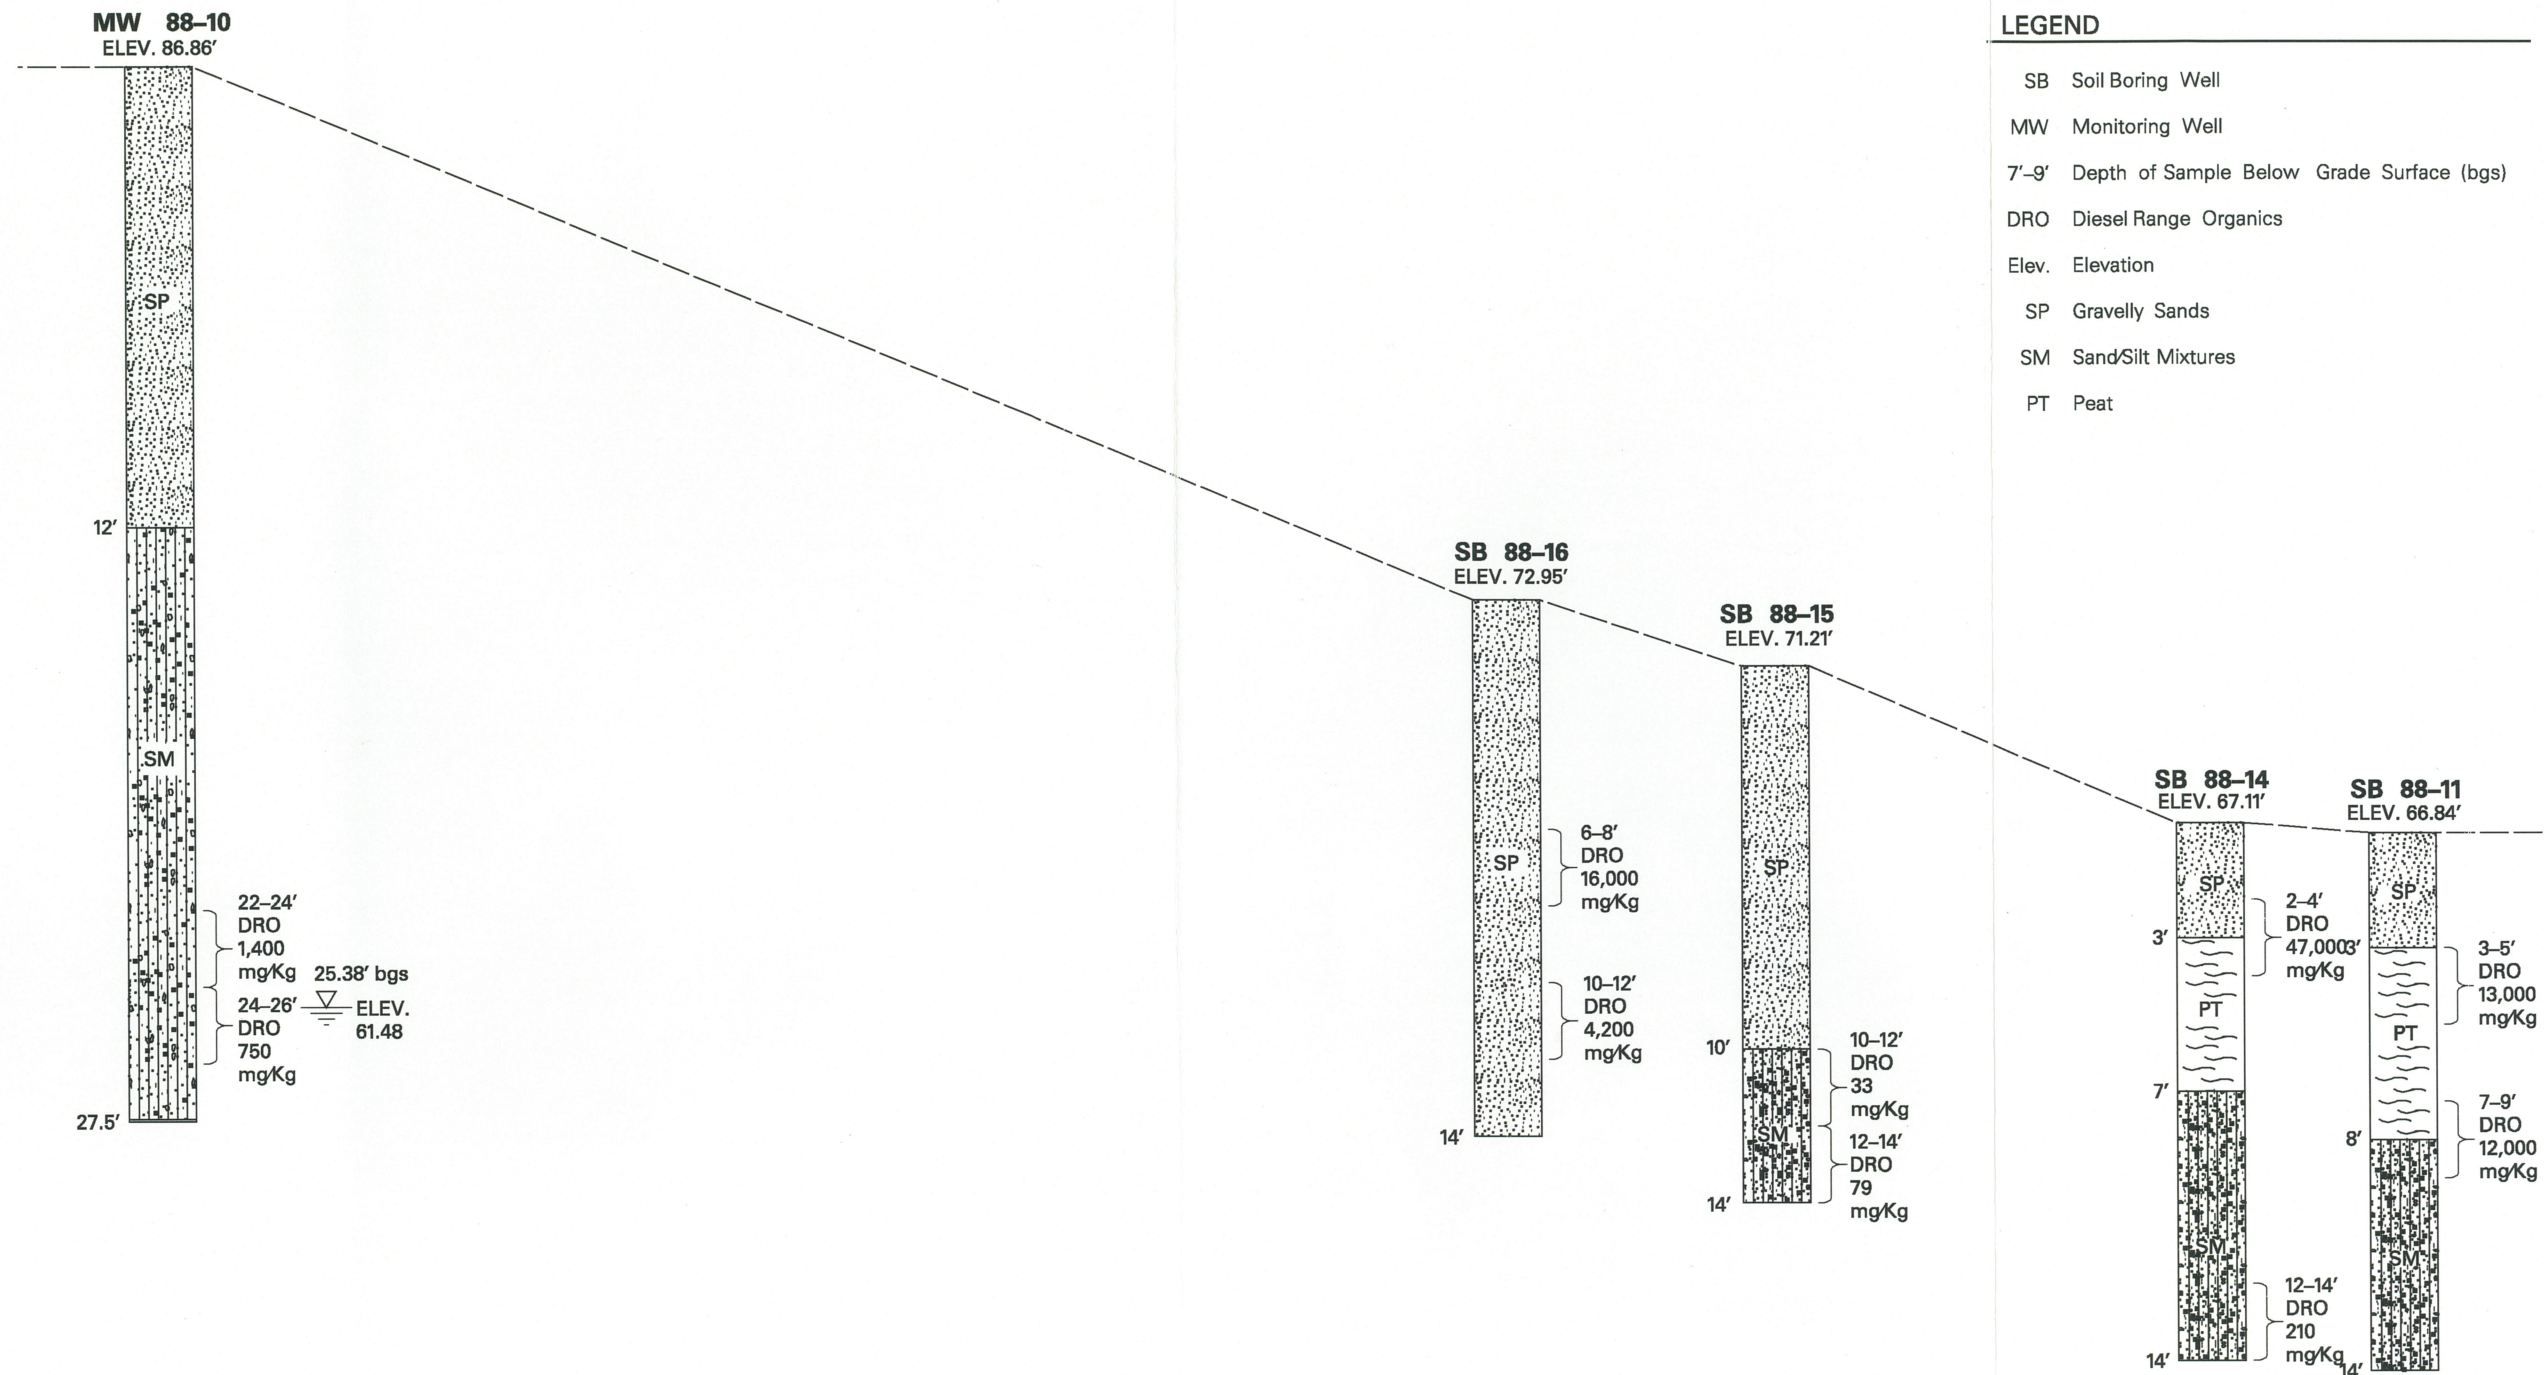 MW 88–10
ELEV. 86.86′
SP
12′
SM
22–24′
DRO
1,400
mg/Kg
24–26′
DRO
750
mg/Kg
25.38′ bgs
ELEV.
61.48
27.5′
SB 88–16
ELEV. 72.95′
SP
6–8′
DRO
16,000
mg/Kg
10–12′
DRO
4,200
mg/Kg
14′
SB 88–15
ELEV. 71.21′
SP
10′
10–12′
DRO
33
mg/Kg
SM
12–14′
DRO
79
mg/Kg
14′
SB 88–14
ELEV. 67.11′
SP
2–4′
DRO
47,000
mg/Kg
3′
PT
7′
SM
12–14′
DRO
210
mg/Kg
14′
SB 88–11
ELEV. 66.84′
SP
3′
3–5′
DRO
13,000
mg/Kg
PT
7–9′
DRO
12,000
mg/Kg
8′
SM
14′
LEGEND
SB Soil Boring Well
MW Monitoring Well
7′–9′ Depth of Sample Below Grade Surface (bgs)
DRO Diesel Range Organics
Elev. Elevation
SP Gravelly Sands
SM Sand/Silt Mixtures
PT Peat